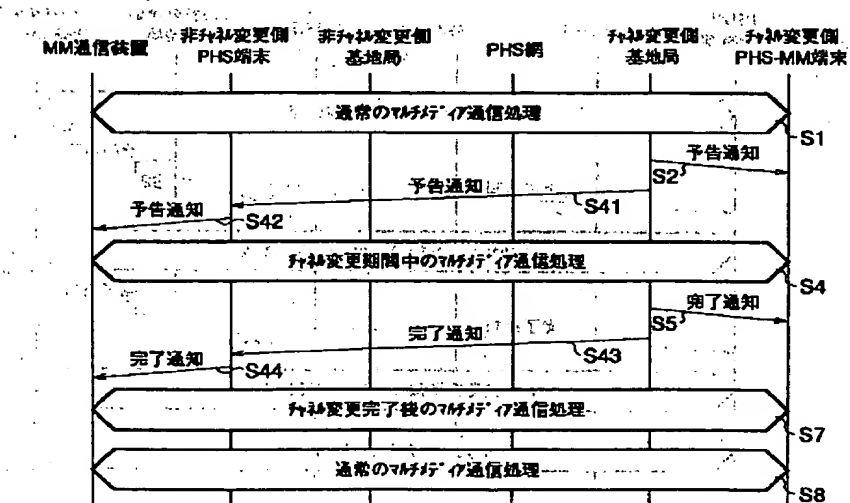 MM通信装置
非ﾁｬﾈﾙ変更側
PHS端末
非ﾁｬﾈﾙ変更側
基地局
PHS網
ﾁｬﾈﾙ変更側
基地局
ﾁｬﾈﾙ変更側
PHS-MM端末
通常のﾏﾙﾁﾒﾃﾞｨｱ通信処理
S1
予告通知
S2
予告通知
S41
予告通知
S42
ﾁｬﾈﾙ変更期間中のﾏﾙﾁﾒﾃﾞｨｱ通信処理
S4
完了通知
S5
完了通知
S43
完了通知
S44
ﾁｬﾈﾙ変更完了後のﾏﾙﾁﾒﾃﾞｨｱ通信処理
S7
通常のﾏﾙﾁﾒﾃﾞｨｱ通信処理
S8